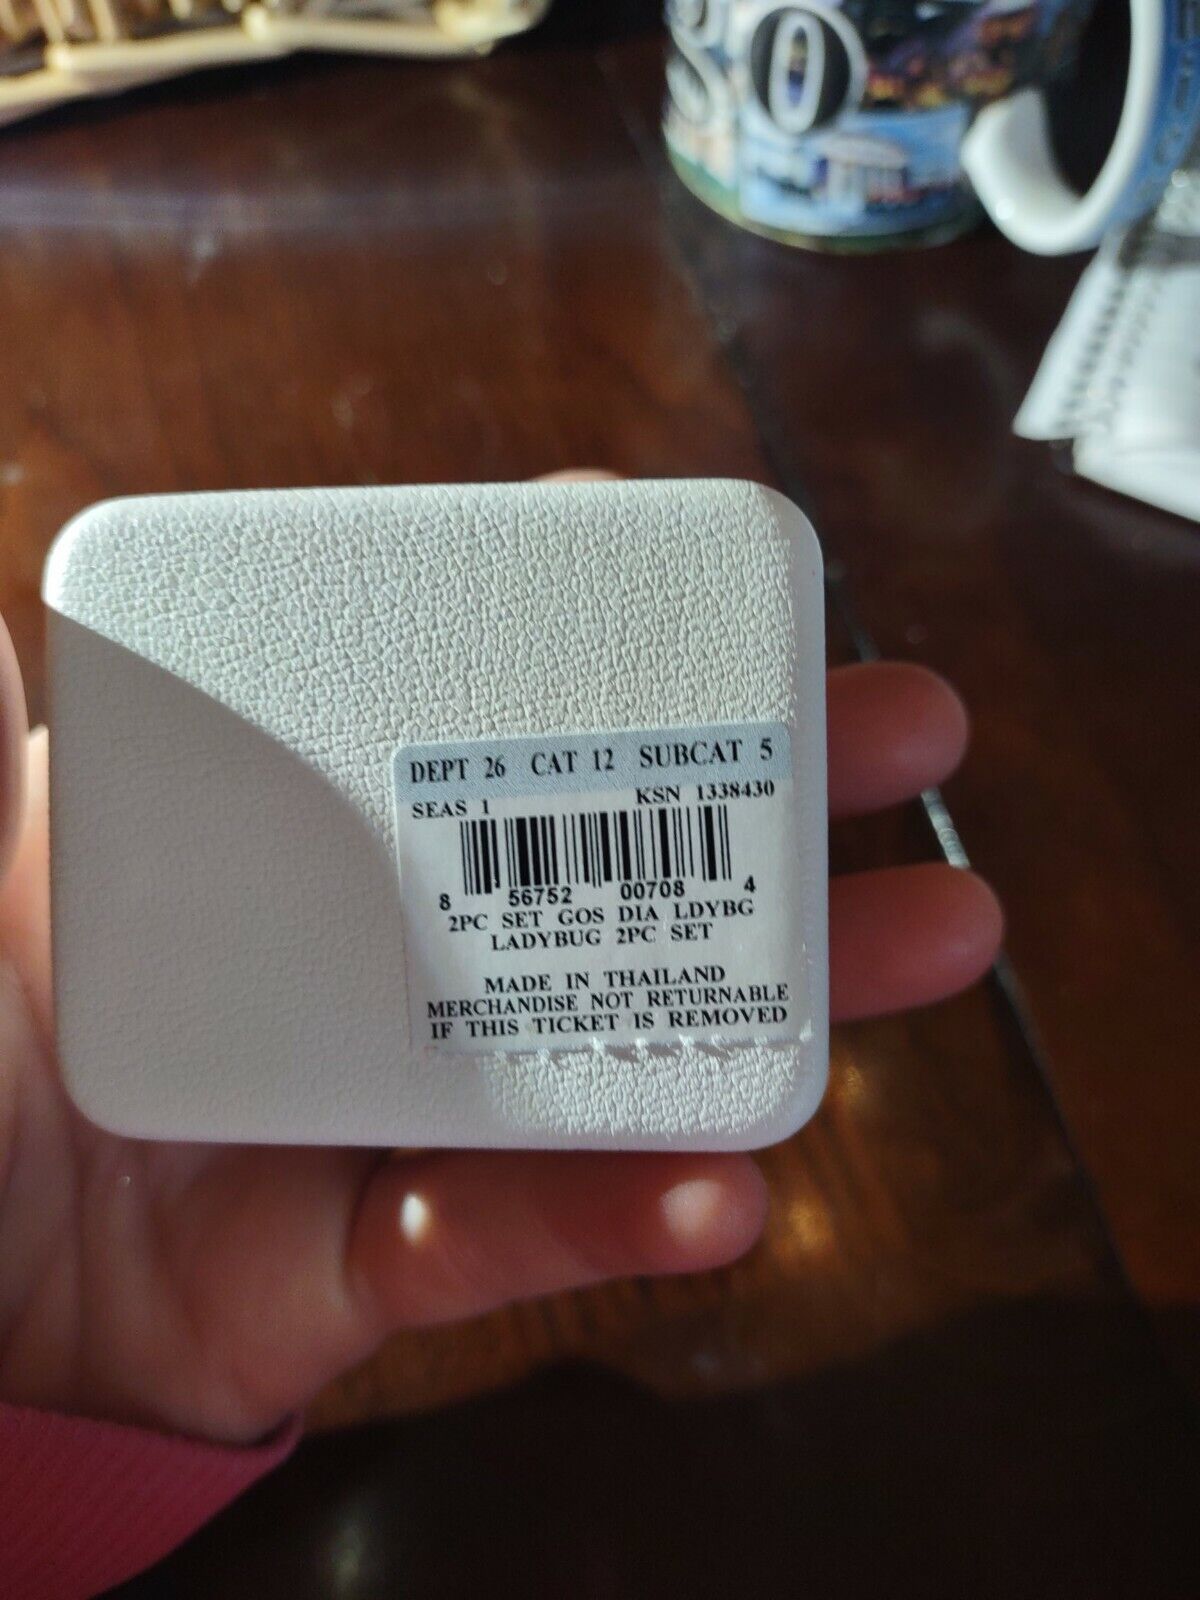 SO
DEPT 26 CAT 12 SUBCAT 5
SEAS 1 KSN 1338430
8 56752 00708 4
2PC SET GOS DIA LDYBG
LADYBUG 2PC SET
MADE IN THAILAND
MERCHANDISE NOT RETURNABLE
IF THIS TICKET IS REMOVED